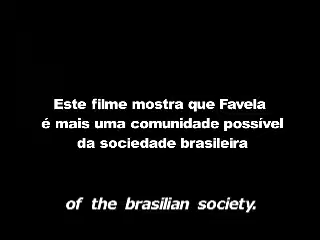 Este filme mostra que Favela
é mais uma comunidade possível
da sociedade brasileira
of the brasilian society.